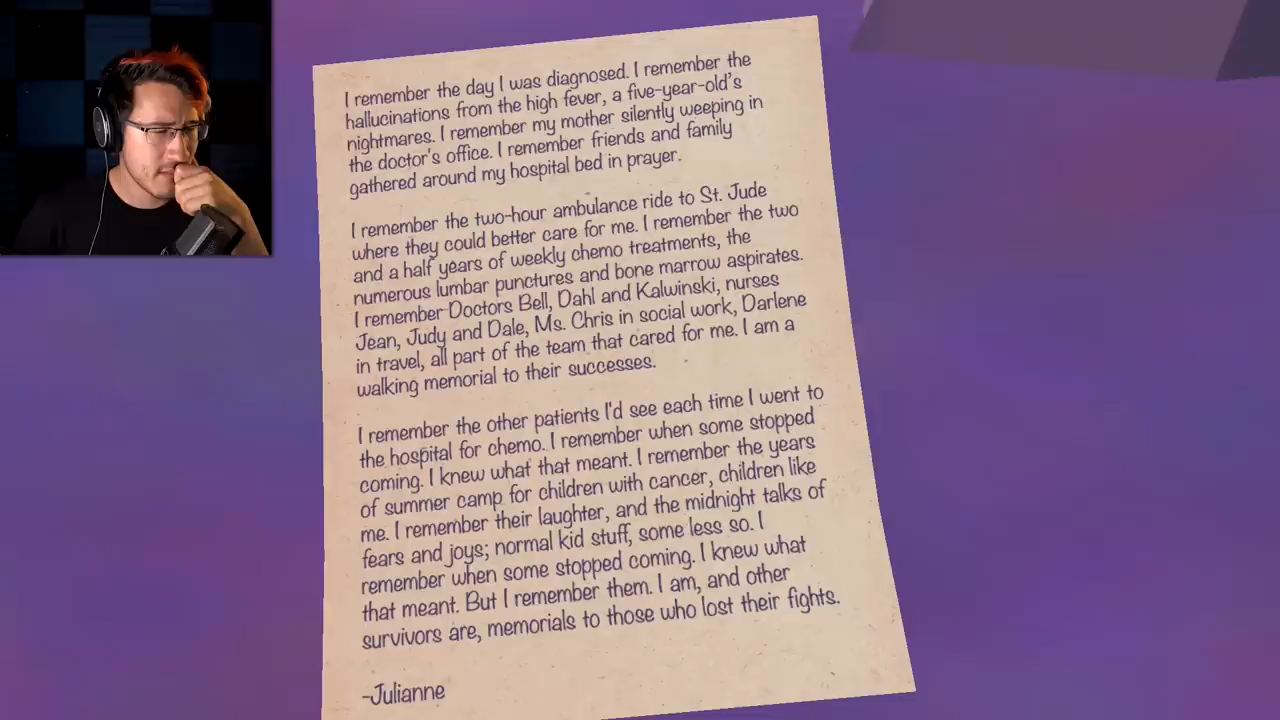 I remember the day I was diagnosed. I remember the
hallucinations from the high fever, a five-year-old's
nightmares. I remember my mother silently weeping in
the doctor's office. I remember friends and family
gathered around my hospital bed in prayer.
I remember the two-hour ambulance ride to St. Jude
where they could better care for me. I remember the two
and a half years of weekly chemo treatments, the
numerous lumbar punctures and bone marrow aspirates.
I remember Doctors Bell, Dahl and Kalwinski, nurses
Jean, Judy and Dale, Ms. Chris in social work, Darlene
in travel, all part of the team that cared for me. I am a
walking memorial to their successes.
I remember the other patients I'd see each time I went to
the hospital for chemo. I remember when some stopped
coming. I knew what that meant. I remember the years
of summer camp for children with cancer, children like
me. I remember their laughter, and the midnight talks of
fears and joys; normal kid stuff, some less so. I
remember when some stopped coming. I knew what
that meant. But I remember them. I am, and other
survivors are, memorials to those who lost their fights.
-Julianne